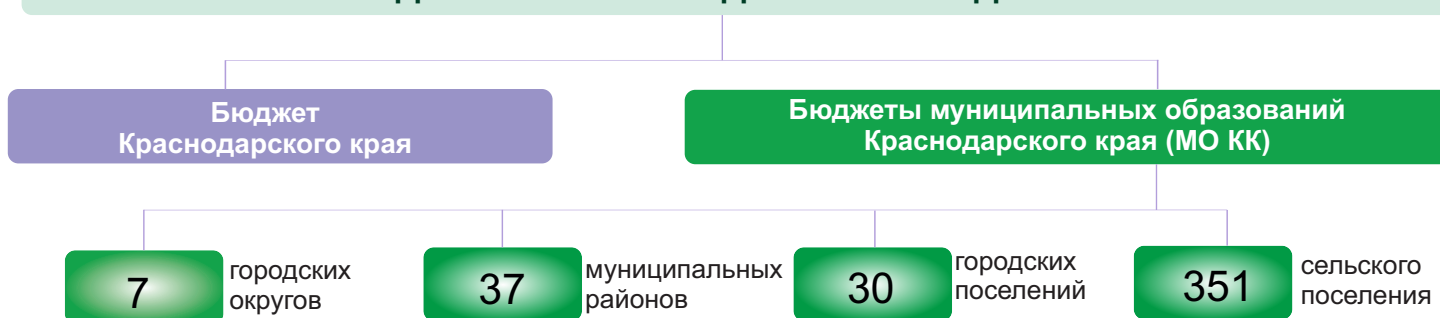 Бюджет
Краснодарского края
Бюджеты муниципальных образований
Краснодарского края (МО КК)
7
городских
округов
37
муниципальных
районов
30
городских
поселений
351
сельского
поселения